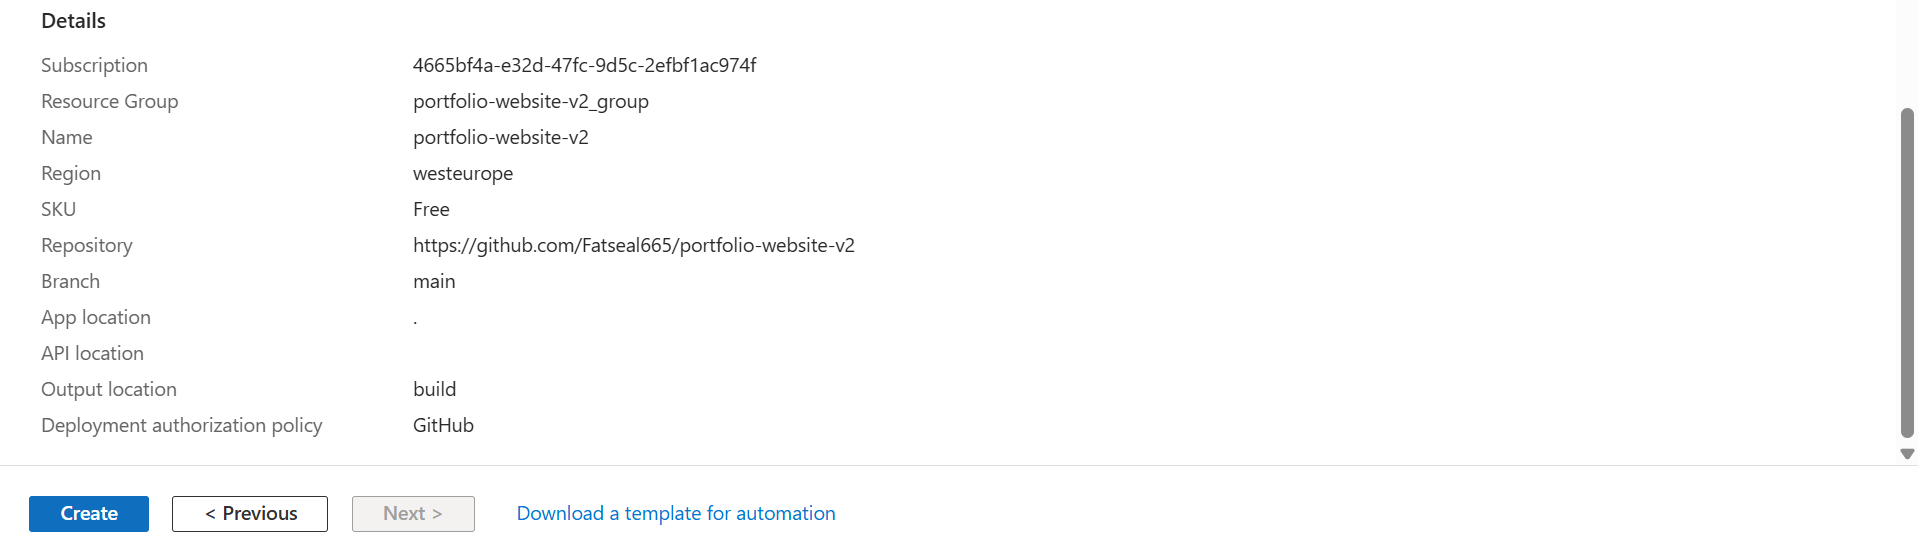 Details
Subscription 4665bf4a-e32d-47fc-9d5c-2efbf1ac974f
Resource Group portfolio-website-v2_group
Name portfolio-website-v2
Region westeurope
SKU Free
Repository https://github.com/Fatseal665/portfolio-website-v2
Branch main
App location .
API location
Output location build
Deployment authorization policy GitHub
Create < Previous Next > Download a template for automation